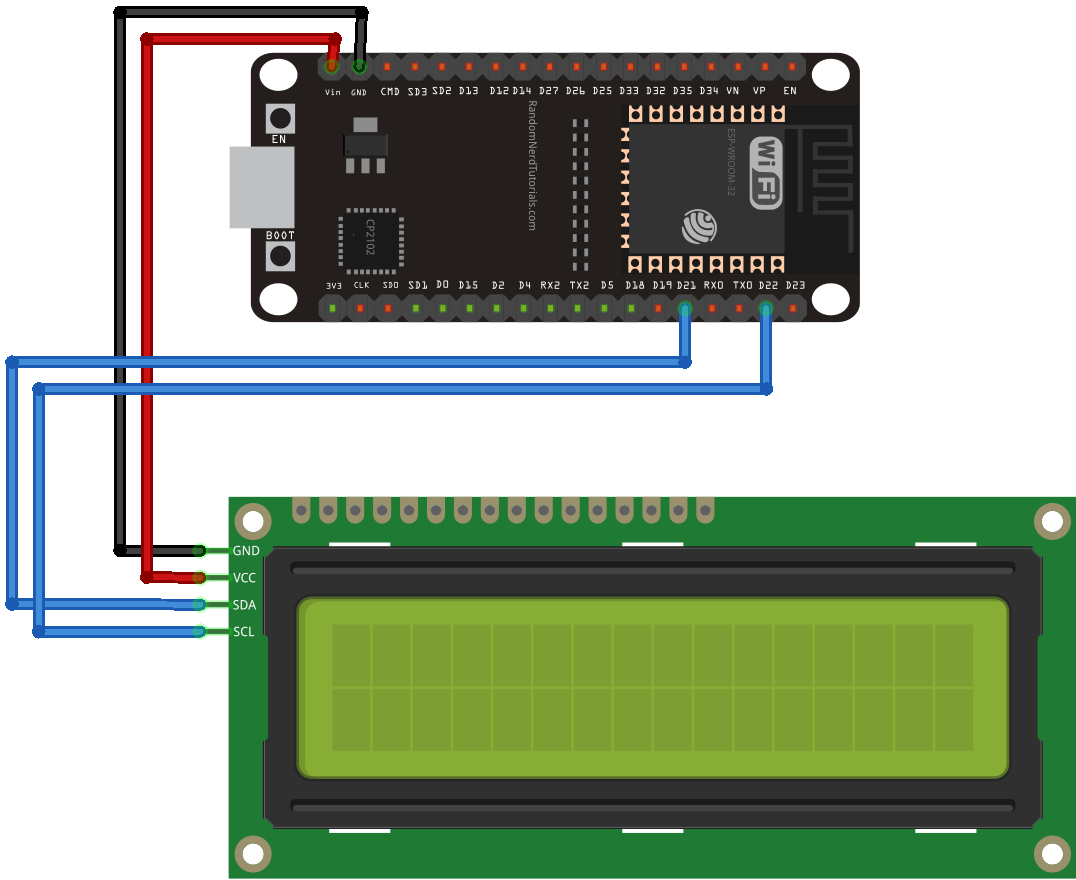 Vin GND CMD SD3 SD2 D13 D12 D14 D27 D26 D25 D33 D32 D35 D34 VN VP EN
EN
RandomNerdTutorials.com
ESP-WROOM-32
Wi Fi
CP2102
BOOT
3V3 CLK SD0 SD1 D0 D15 D2 D4 RX2 TX2 D5 D18 D19 D21 RX0 TX0 D22 D23
GND
VCC
SDA
SCL